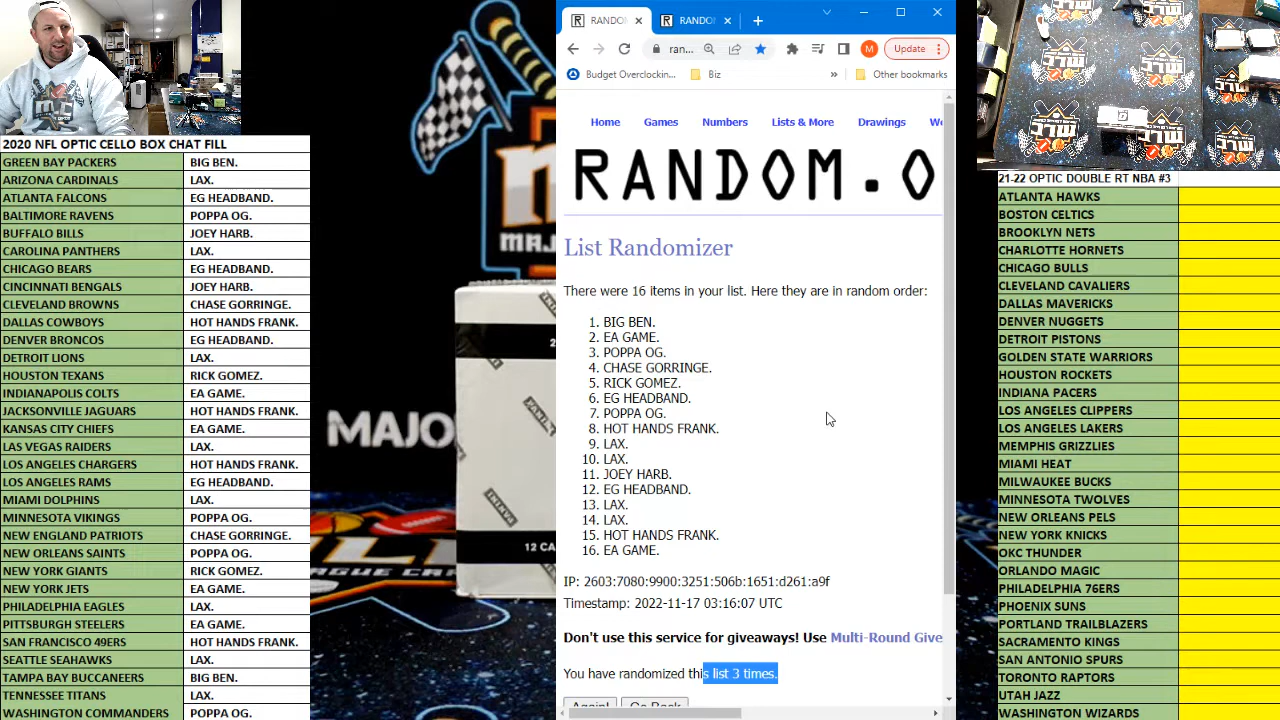 2020 NFL OPTIC CELLO BOX CHAT FILL
GREEN BAY PACKERS BIG BEN.
ARIZONA CARDINALS LAX.
ATLANTA FALCONS EG HEADBAND.
BALTIMORE RAVENS POPPA OG.
BUFFALO BILLS JOEY HARB.
CAROLINA PANTHERS LAX.
CHICAGO BEARS EG HEADBAND.
CINCINNATI BENGALS JOEY HARB.
CLEVELAND BROWNS CHASE GORRINGE.
DALLAS COWBOYS HOT HANDS FRANK.
DENVER BRONCOS EG HEADBAND.
DETROIT LIONS LAX.
HOUSTON TEXANS RICK GOMEZ.
INDIANAPOLIS COLTS EA GAME.
JACKSONVILLE JAGUARS HOT HANDS FRANK.
KANSAS CITY CHIEFS EA GAME.
LAS VEGAS RAIDERS LAX.
LOS ANGELES CHARGERS HOT HANDS FRANK.
LOS ANGELES RAMS EG HEADBAND.
MIAMI DOLPHINS LAX.
MINNESOTA VIKINGS POPPA OG.
NEW ENGLAND PATRIOTS CHASE GORRINGE.
NEW ORLEANS SAINTS POPPA OG.
NEW YORK GIANTS RICK GOMEZ.
NEW YORK JETS EA GAME.
PHILADELPHIA EAGLES LAX.
PITTSBURGH STEELERS EA GAME.
SAN FRANCISCO 49ERS HOT HANDS FRANK.
SEATTLE SEAHAWKS LAX.
TAMPA BAY BUCCANEERS BIG BEN.
TENNESSEE TITANS LAX.
WASHINGTON COMMANDERS POPPA OG.
MAJO
12 CA
RANDO
RANDO
ran...
M
Update
Budget Overclockin...
Biz
»
Other bookmarks
Home Games Numbers Lists & More Drawings We
RANDOM.O
List Randomizer
There were 16 items in your list. Here they are in random order:
1. BIG BEN.
2. EA GAME.
3. POPPA OG.
4. CHASE GORRINGE.
5. RICK GOMEZ.
6. EG HEADBAND.
7. POPPA OG.
8. HOT HANDS FRANK.
9. LAX.
10. LAX.
11. JOEY HARB.
12. EG HEADBAND.
13. LAX.
14. LAX.
15. HOT HANDS FRANK.
16. EA GAME.
IP: 2603:7080:9900:3251:506b:1651:d261:a9f
Timestamp: 2022-11-17 03:16:07 UTC
Don't use this service for giveaways! Use Multi-Round Give
You have randomized this list 3 times.
Again! Go Back
21-22 OPTIC DOUBLE RT NBA #3
ATLANTA HAWKS
BOSTON CELTICS
BROOKLYN NETS
CHARLOTTE HORNETS
CHICAGO BULLS
CLEVELAND CAVALIERS
DALLAS MAVERICKS
DENVER NUGGETS
DETROIT PISTONS
GOLDEN STATE WARRIORS
HOUSTON ROCKETS
INDIANA PACERS
LOS ANGELES CLIPPERS
LOS ANGELES LAKERS
MEMPHIS GRIZZLIES
MIAMI HEAT
MILWAUKEE BUCKS
MINNESOTA TWOLVES
NEW ORLEANS PELS
NEW YORK KNICKS
OKC THUNDER
ORLANDO MAGIC
PHILADELPHIA 76ERS
PHOENIX SUNS
PORTLAND TRAILBLAZERS
SACRAMENTO KINGS
SAN ANTONIO SPURS
TORONTO RAPTORS
UTAH JAZZ
WASHINGTON WIZARDS